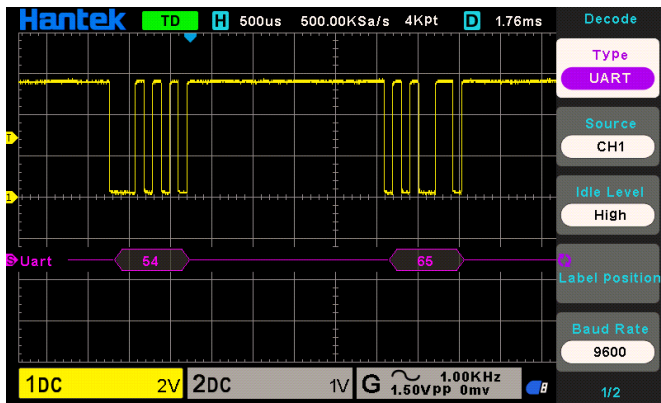 Hantek TD H 500us 500.00KSa/s 4Kpt D 1.76ms Decode
Type
UART
Source
CH1
T
Idle Level
High
1
S Uart 54 65
Label Position
Baud Rate
9600
1DC 2V 2DC 1V G 1.00KHz
1.50Vpp 0mv
1/2